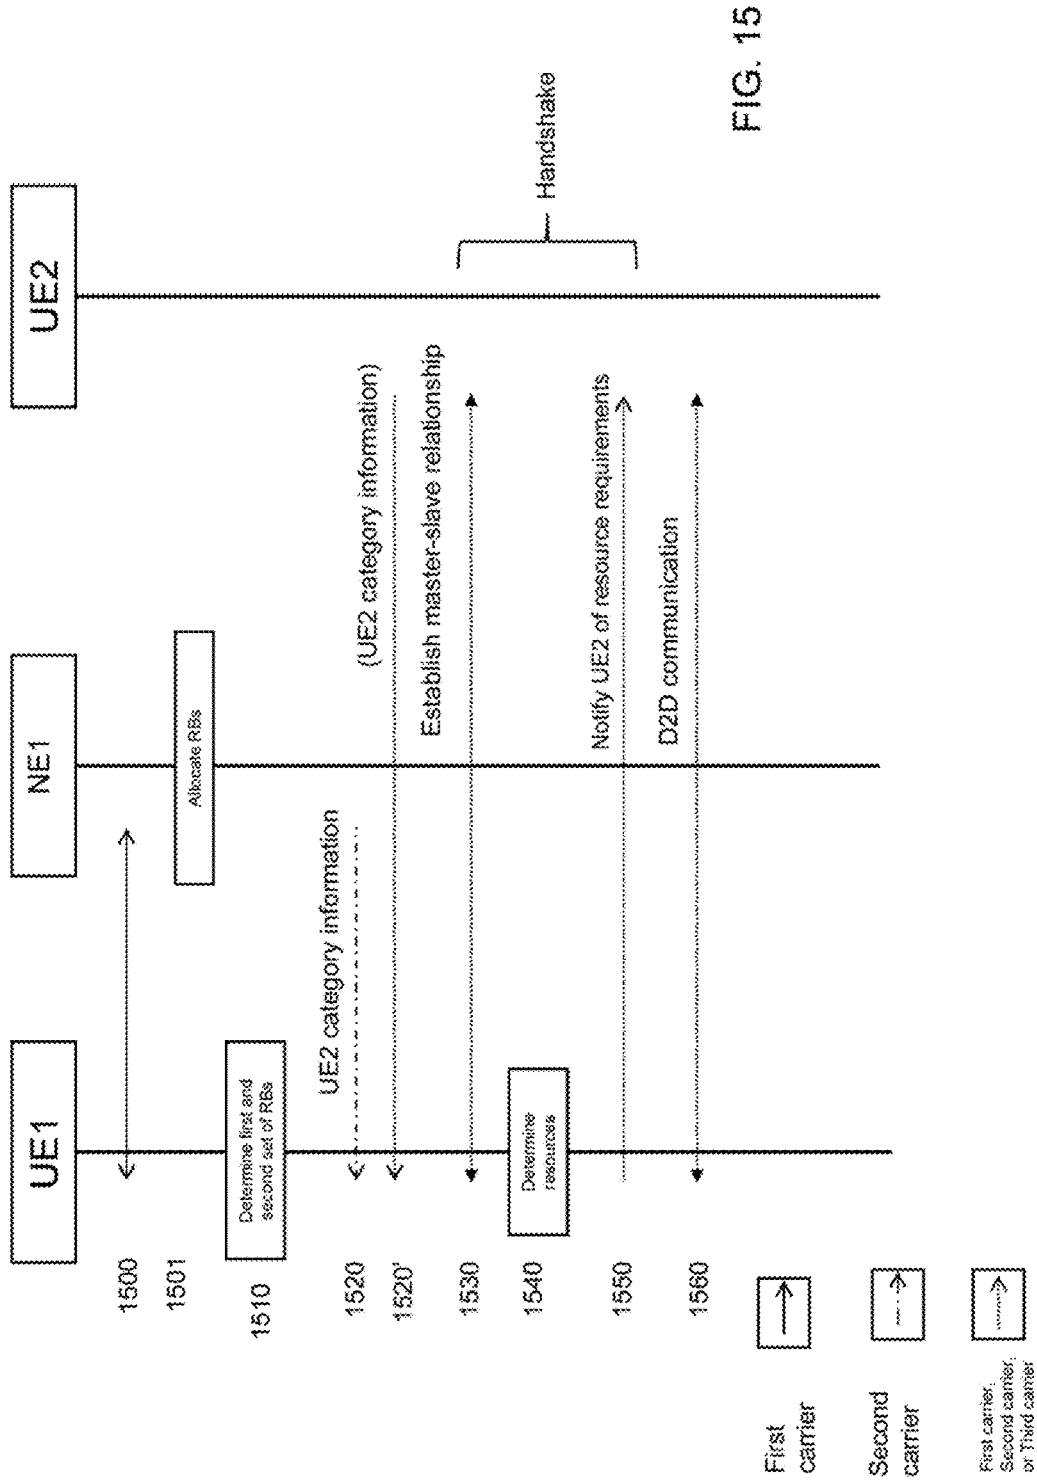 UE1
NE1
UE2
1500
1501
Allocate RBs
1510
Determine first and
second set of RBs
1520
UE2 category information
1520'
(UE2 category information)
1530
Establish master-slave relationship
1540
Determine
resources
1550
Notify UE2 of resource requirements
1560
D2D communication
Handshake
First
carrier
Second
carrier
First carrier,
Second carrier,
or Third carrier
FIG. 15